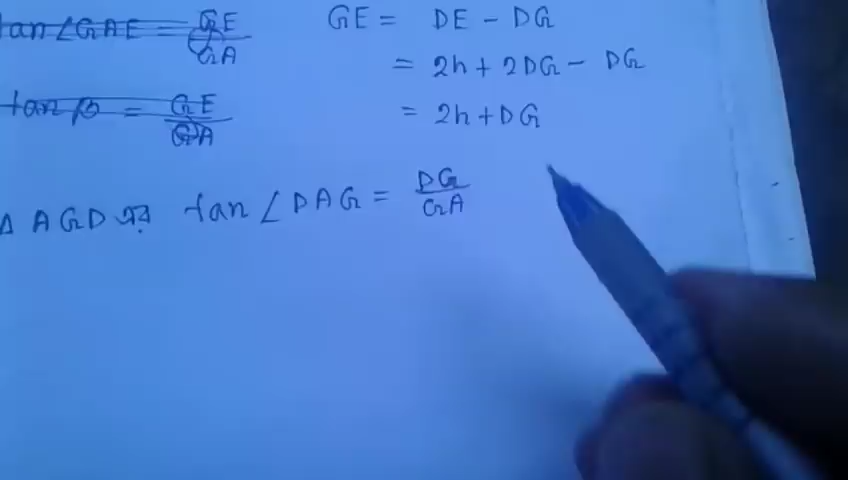 tan∠GAE = GE/GA
GE = DE - DG
= 2h + 2DG - DG
tan β = GE/GA
= 2h + DG
Δ AGD এর tan ∠DAG = DG/GA